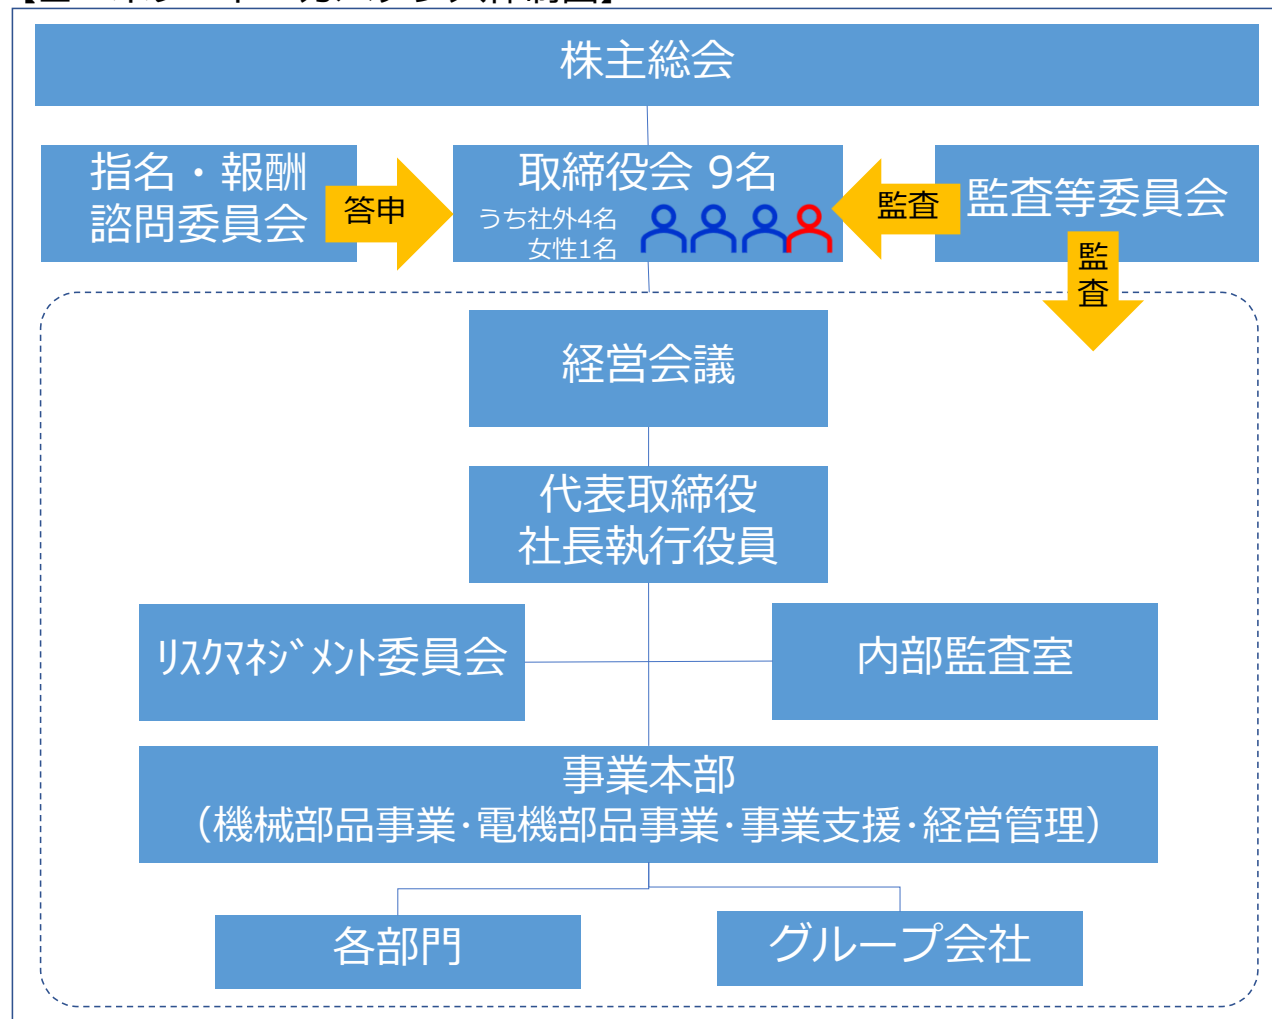 株主総会
指名・報酬
諮問委員会
答申
取締役会 9名
うち社外4名
女性1名
監査
監査等委員会
監査
経営会議
代表取締役
社長執行役員
ﾘｽｸﾏﾈｼﾞﾒﾝﾄ委員会
内部監査室
事業本部
（機械部品事業･電機部品事業･事業支援･経営管理）
各部門
グループ会社